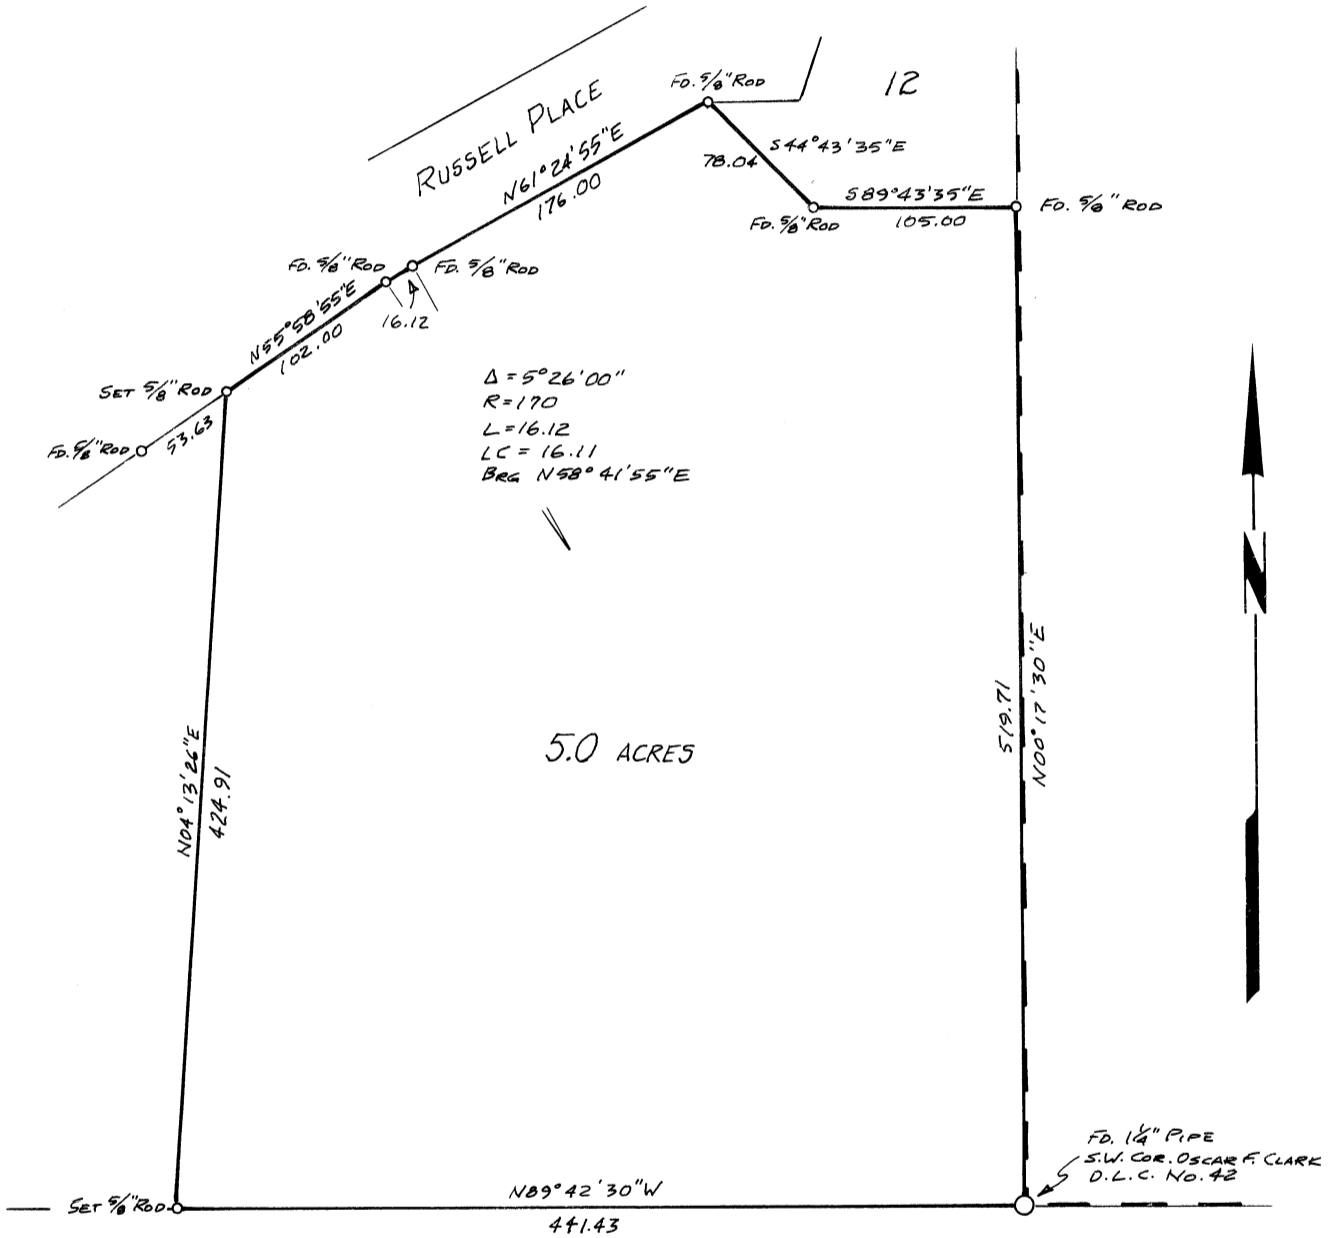 12
FD. 5/8" ROD
RUSSELL PLACE
N61°24'55"E
176.00
S44°43'35"E
78.04
S89°43'35"E
105.00
FD. 5/8" ROD
FD. 5/8" ROD
FD. 5/8" ROD
FD. 5/8" ROD
16.12
N55°58'55"E
102.00
SET 5/8" ROD
FD. 5/8" ROD
53.63
Δ = 5°26'00"
R=170
L=16.12
LC = 16.11
BRG N58°41'55"E
N
519.71
N00°17'30"E
5.0 ACRES
N04°13'26"E
424.91
FD. 1 1/4" PIPE
S.W. COR. OSCAR F. CLARK
D.L.C. NO. 42
SET 5/8" ROD
N89°42'30"W
441.43